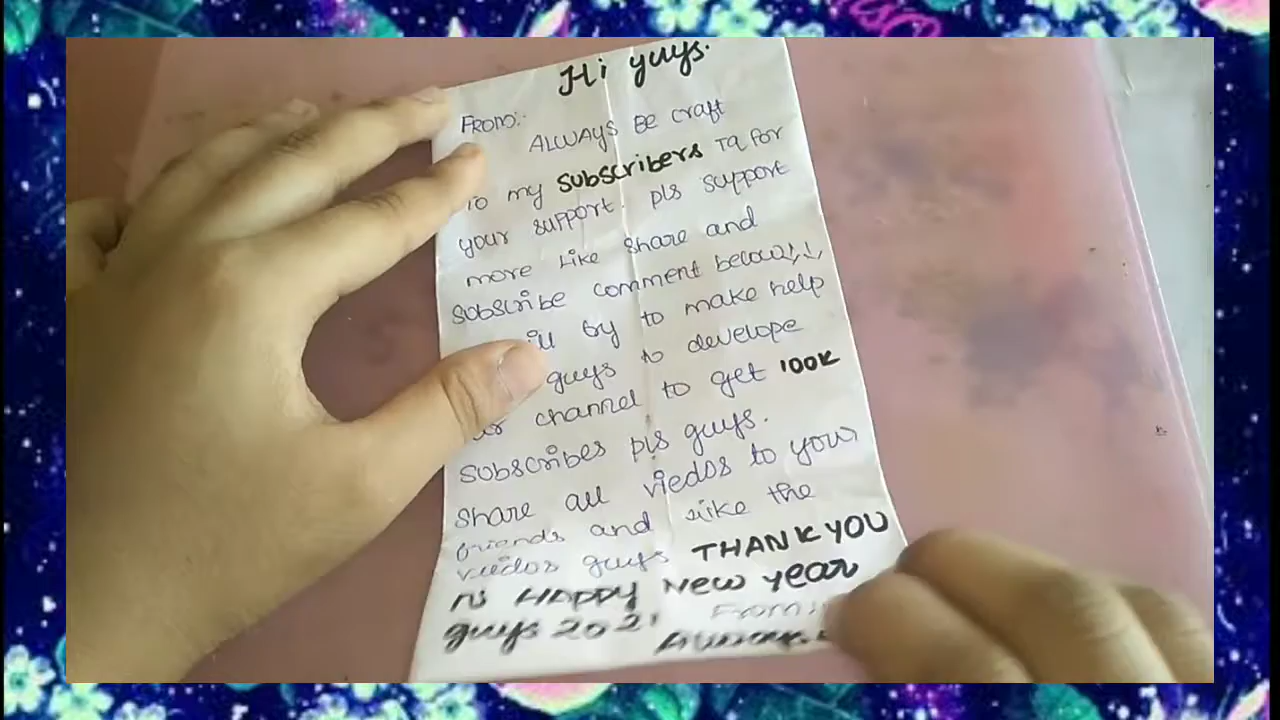 Hi guys.
FROM:-
ALWAYS BE craft
To my SUBSCRIBERS TQ FOR
your support. pls support
more Like Share and
Subscribe comment below!,!,
try to make help
guys to develope
channel to get 100K
subscribes pls guys.
share all viedos to your
friends and like the
viedos guys THANK YOU
HAPPY New year
guys 2021
From: